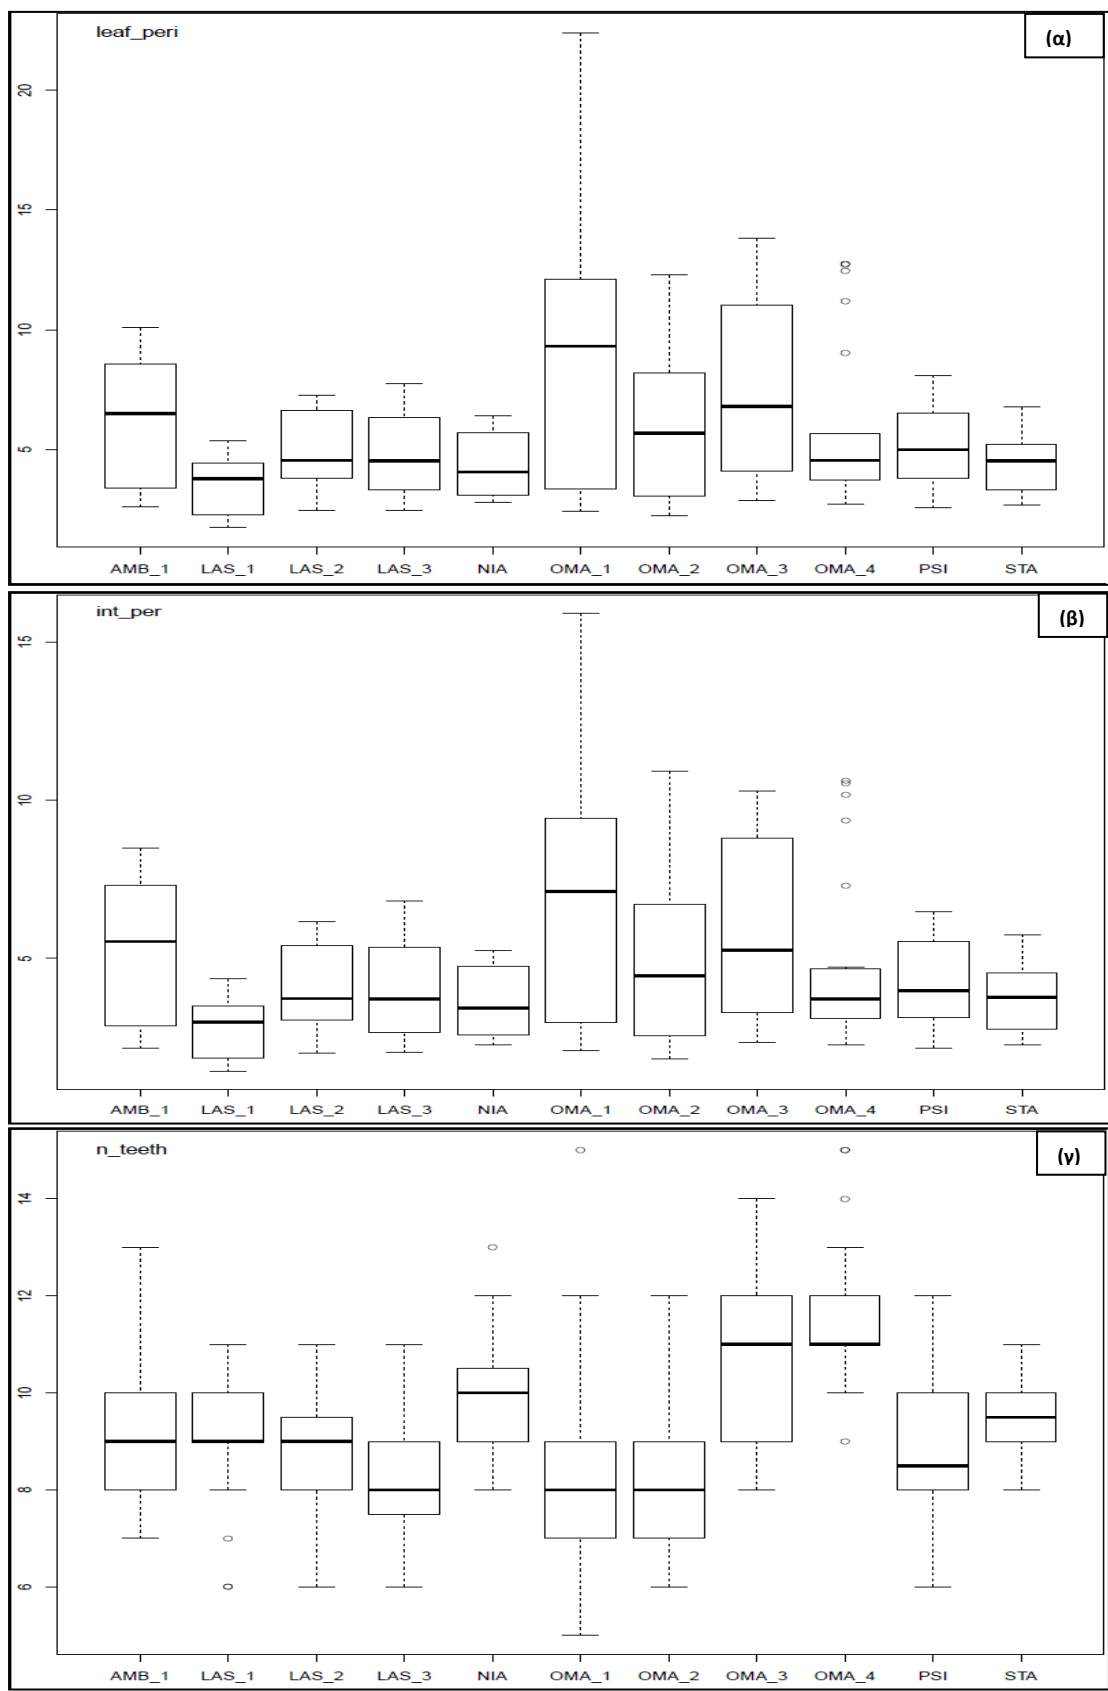 leaf_peri
(α)
20
15
10
5
AMB_1 LAS_1 LAS_2 LAS_3 NIA OMA_1 OMA_2 OMA_3 OMA_4 PSI STA
int_per
(β)
15
10
5
AMB_1 LAS_1 LAS_2 LAS_3 NIA OMA_1 OMA_2 OMA_3 OMA_4 PSI STA
n_teeth
(γ)
14
12
10
8
6
AMB_1 LAS_1 LAS_2 LAS_3 NIA OMA_1 OMA_2 OMA_3 OMA_4 PSI STA